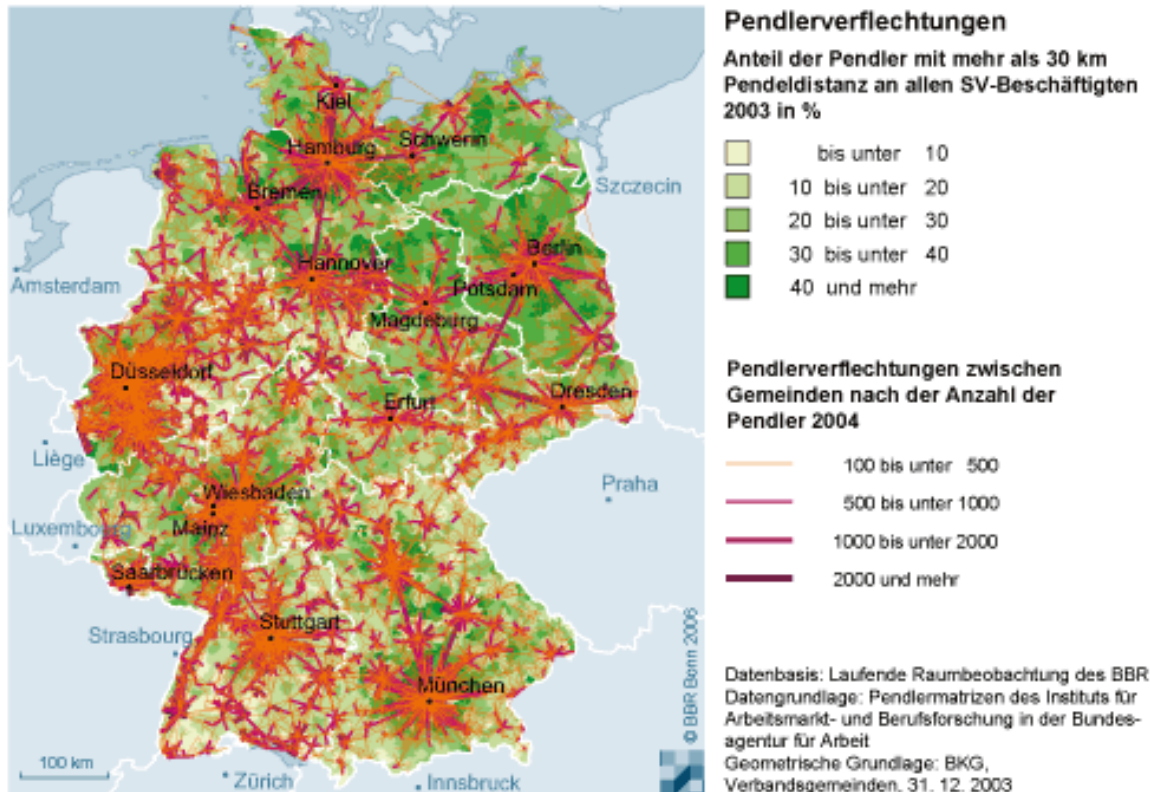 Pendlerverflechtungen
Anteil der Pendler mit mehr als 30 km
Pendeldistanz an allen SV-Beschäftigten
2003 in %
bis unter 10
10 bis unter 20
20 bis unter 30
30 bis unter 40
40 und mehr
Pendlerverflechtungen zwischen
Gemeinden nach der Anzahl der
Pendler 2004
100 bis unter 500
500 bis unter 1000
1000 bis unter 2000
2000 und mehr
Datenbasis: Laufende Raumbeobachtung des BBR
Datengrundlage: Pendlermatrizen des Instituts für
Arbeitsmarkt- und Berufsforschung in der Bundes-
agentur für Arbeit
Geometrische Grundlage: BKG,
Verbandsgemeinden, 31. 12. 2003
Kiel
Schwerin
Hamburg
Szczecin
Bremen
Berlin
Hannover
Potsdam
Amsterdam
Magdeburg
Düsseldorf
Dresden
Erfurt
Liège
Praha
Wiesbaden
Mainz
Luxembourg
Saarbrücken
Stuttgart
Strasbourg
München
100 km
Zürich
Innsbruck
© BBR Bonn 2006